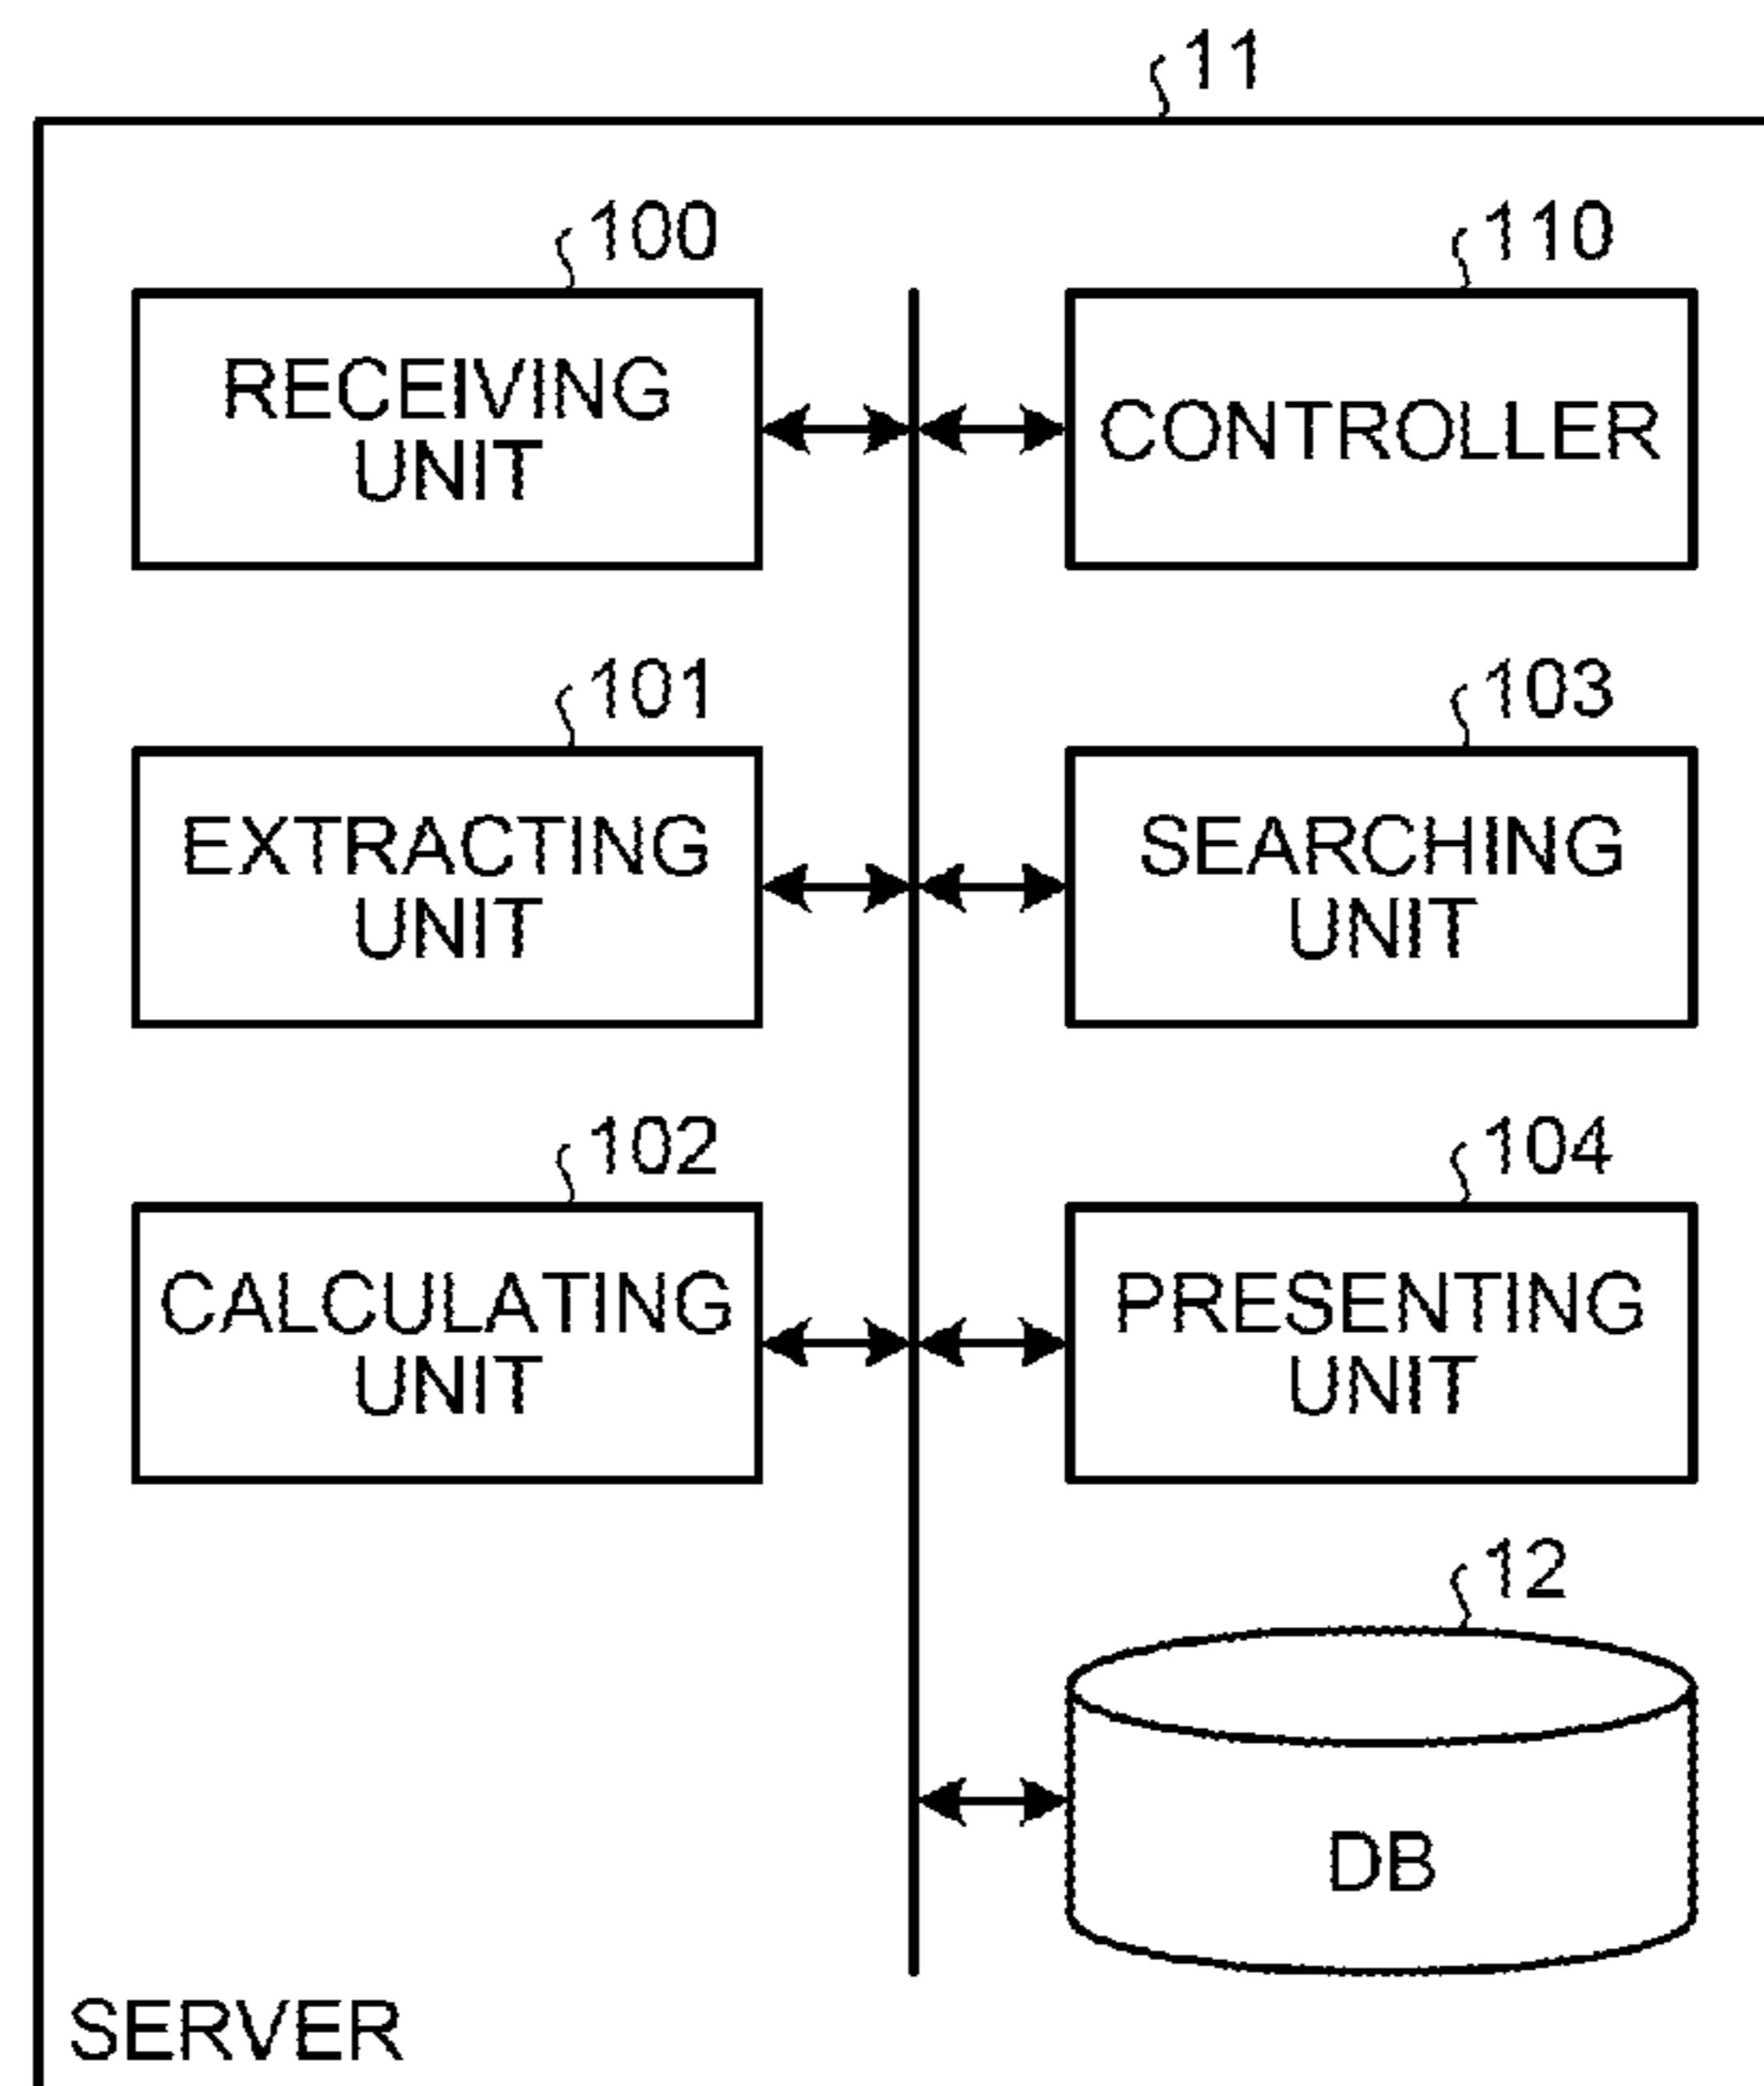 11
100
110
RECEIVING
UNIT
CONTROLLER
101
103
EXTRACTING
UNIT
SEARCHING
UNIT
102
104
CALCULATING
UNIT
PRESENTING
UNIT
12
DB
SERVER